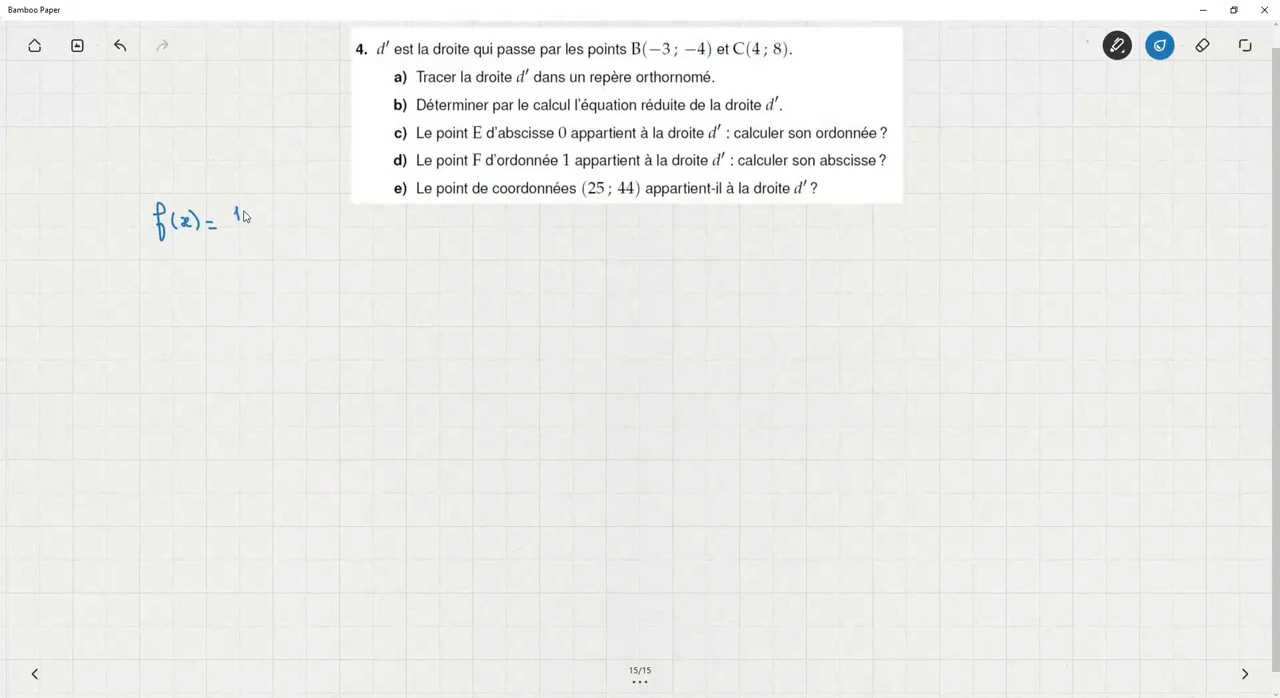 Bamboo Paper
4. d′ est la droite qui passe par les points B(−3 ; −4) et C(4 ; 8).
a) Tracer la droite d′ dans un repère orthornomé.
b) Déterminer par le calcul l'équation réduite de la droite d′.
c) Le point E d'abscisse 0 appartient à la droite d′ : calculer son ordonnée ?
d) Le point F d'ordonnée 1 appartient à la droite d′ : calculer son abscisse ?
e) Le point de coordonnées (25 ; 44) appartient-il à la droite d′ ?
f(x) = 1
15/15